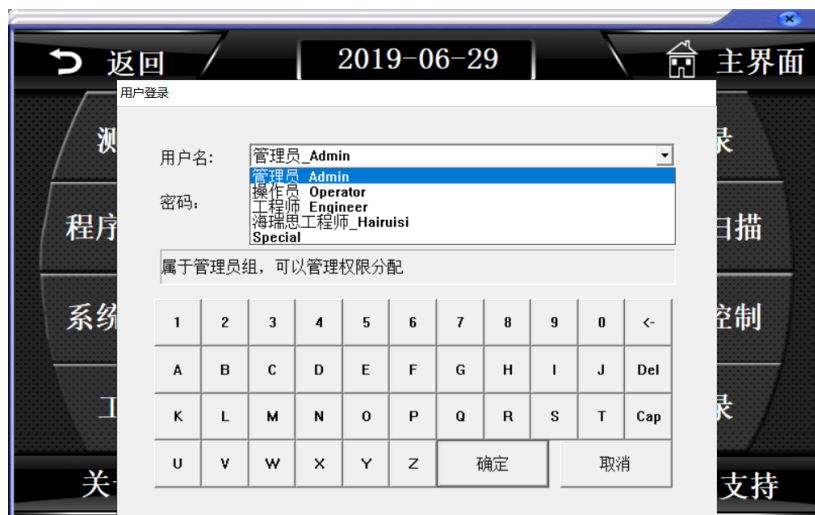 返回
2019-06-29
主界面
用户登录
测
录
用户名:
管理员_Admin
管理员_Admin
操作员_Operator
工程师_Engineer
海瑞思工程师_Hairuisi
Special
密码:
程序
扫描
属于管理员组，可以管理权限分配
系统
控制
1 2 3 4 5 6 7 8 9 0 <-
A B C D E F G H I J Del
工
录
K L M N O P Q R S T Cap
U V W X Y Z 确定 取消
关于
支持